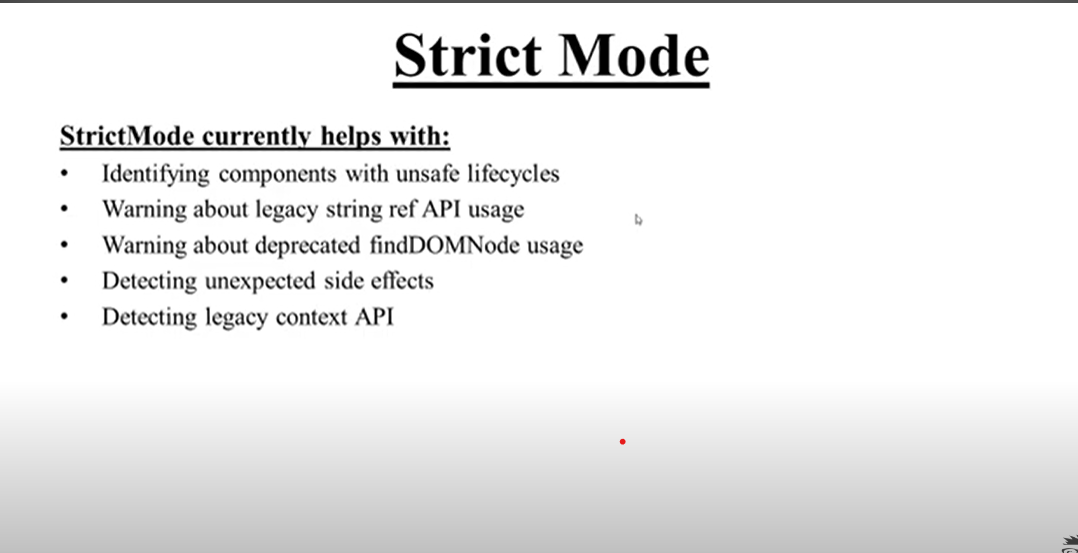 Strict Mode
StrictMode currently helps with:
• Identifying components with unsafe lifecycles
• Warning about legacy string ref API usage
• Warning about deprecated findDOMNode usage
• Detecting unexpected side effects
• Detecting legacy context API